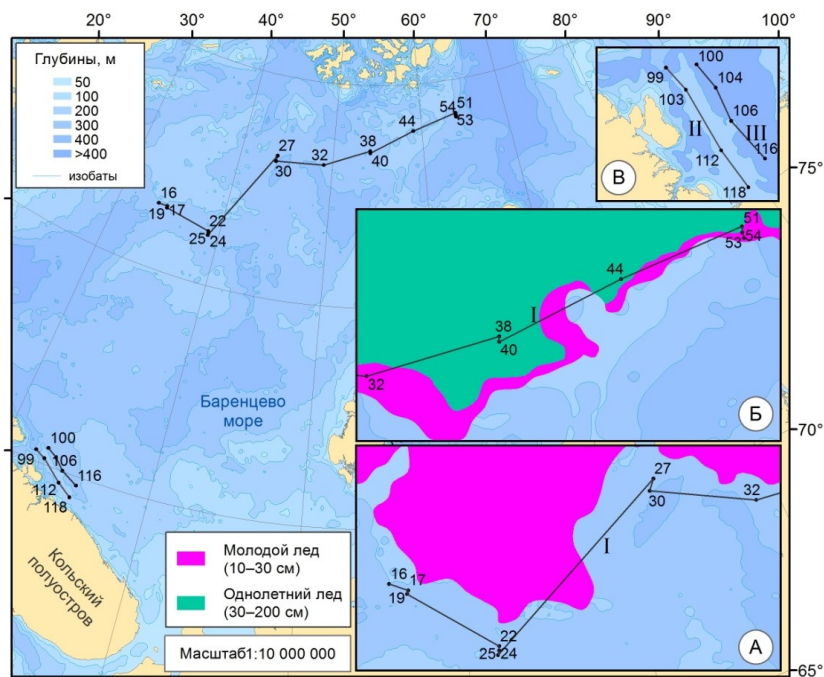 20° 30° 40° 50° 60° 70° 80° 90° 100°
Глубины, м
50
100
200
300
400
>400
изобаты
75°
70°
65°
16
17
19
22
25 24
27
30
32
38
40
44
54 51
53
Баренцево
море
100
99 106
116
112
118
Кольский
полуостров
Молодой лед
(10–30 см)
Однолетний лед
(30–200 см)
Масштаб1:10 000 000
100
99
104
103
106
II III
116
112
В
118
51
54
53
44
I
38
40
32
Б
27
30
32
I
16 17
19
22
25 24
А